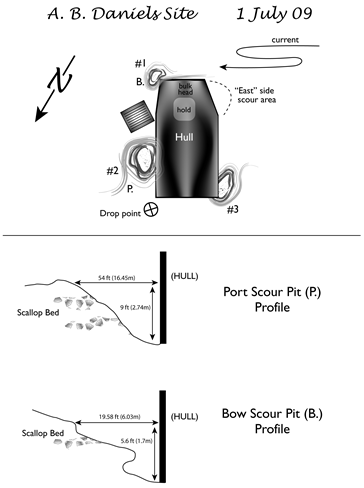 A. B. Daniels Site 1 July 09
current
N
#1
B.
bulk
head
"East" side
scour area
hold
Hull
#2
P.
#3
Drop point
54 ft (16.45m)
(HULL)
9 ft (2.74m)
Scallop Bed
Port Scour Pit (P.)
Profile
19.58 ft (6.03m)
(HULL)
Scallop Bed
5.6 ft (1.7m)
Bow Scour Pit (B.)
Profile